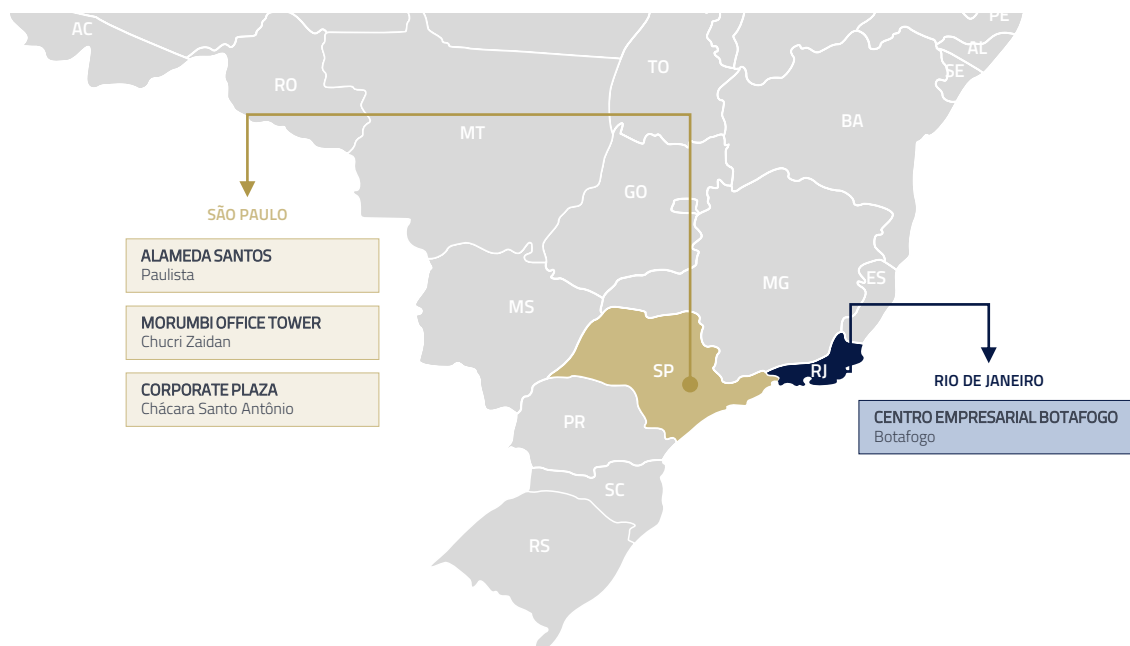 PE
AC
AL
TO
SE
RO
BA
MT
GO
SÃO PAULO
ALAMEDA SANTOS
Paulista
MORUMBI OFFICE TOWER
Chucri Zaidan
CORPORATE PLAZA
Chácara Santo Antônio
ES
MG
MS
SP
RJ
RIO DE JANEIRO
CENTRO EMPRESARIAL BOTAFOGO
Botafogo
PR
SC
RS